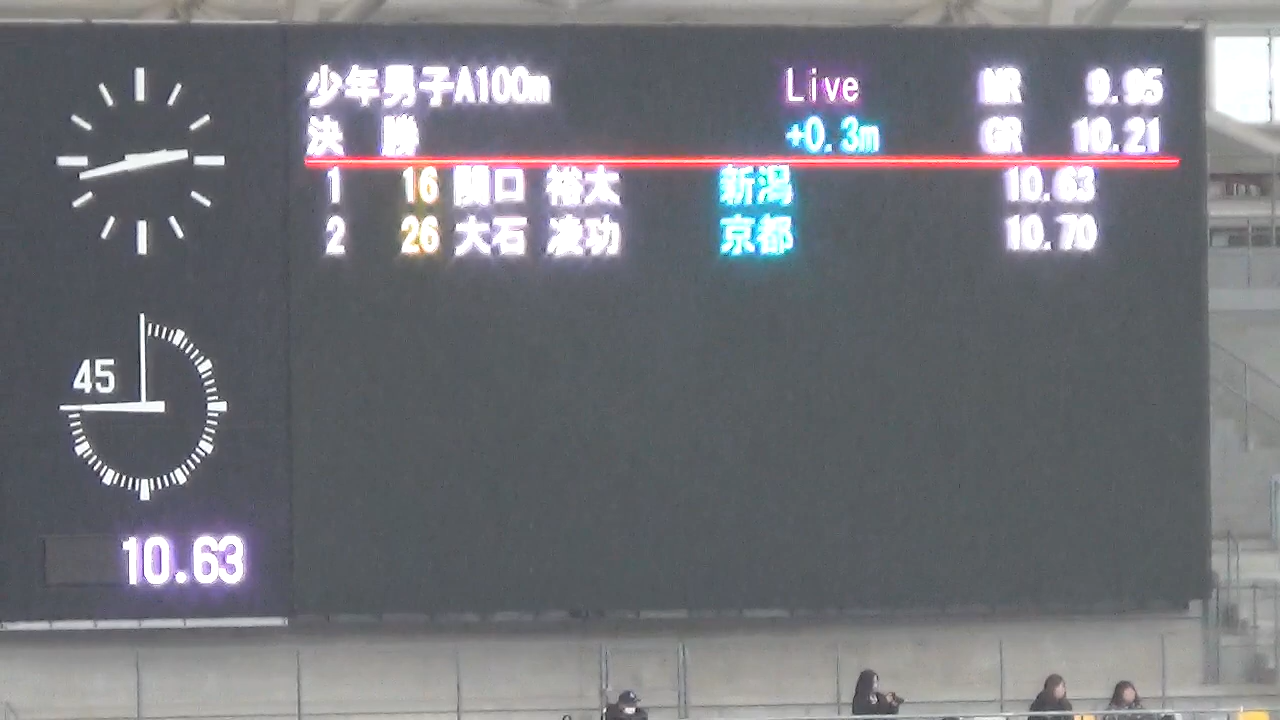 少年男子A100m Live NR 9.95
決 勝 +0.3m GR 10.21
1 16 関口 裕太 新潟 10.63
2 26 大石 凌功 京都 10.70
45
10.63